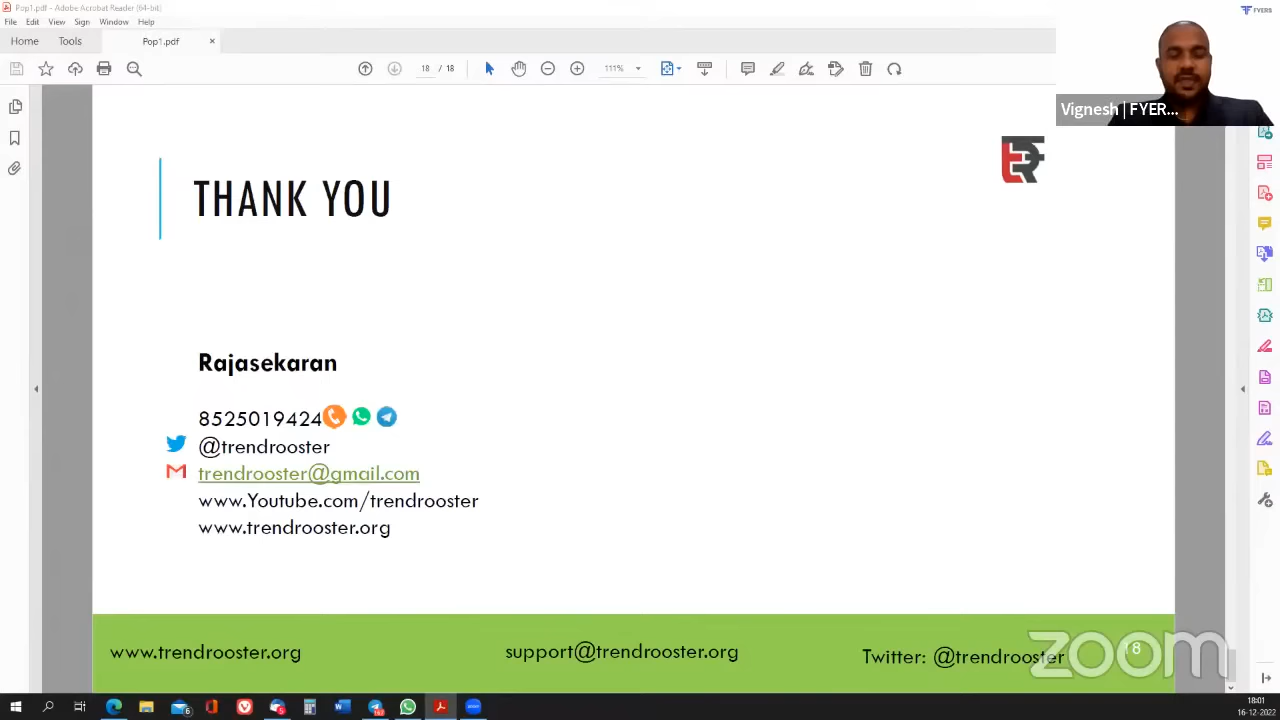 Pop1.pdf - Adobe Acrobat Reader (64-bit)
File Edit View Sign Window Help
FYERS
Home Tools Pop1.pdf ×
18 / 18 111%
Vignesh | FYER...
THANK YOU
Rajasekaran
8525019424
@trendrooster
trendrooster@gmail.com
www.Youtube.com/trendrooster
www.trendrooster.org
www.trendrooster.org support@trendrooster.org Twitter: @trendrooster 18
zoom
18:01
16-12-2022